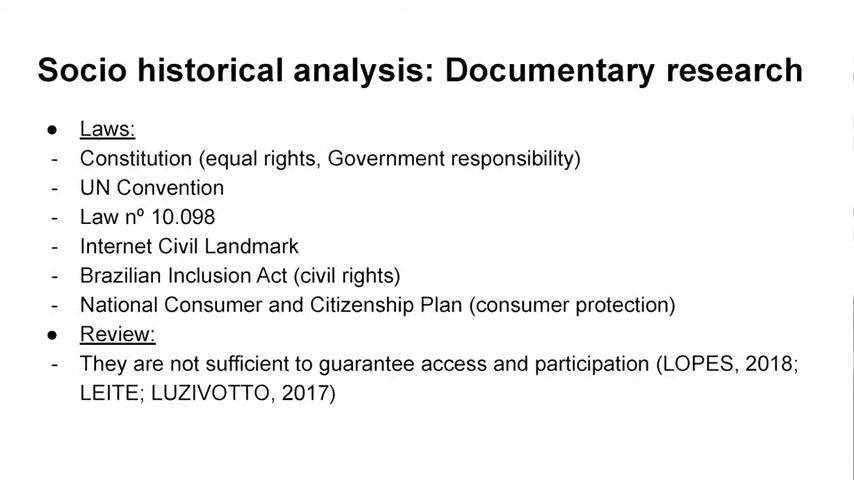 Socio historical analysis: Documentary research
● Laws:
- Constitution (equal rights, Government responsibility)
- UN Convention
- Law nº 10.098
- Internet Civil Landmark
- Brazilian Inclusion Act (civil rights)
- National Consumer and Citizenship Plan (consumer protection)
● Review:
- They are not sufficient to guarantee access and participation (LOPES, 2018;
LEITE; LUZIVOTTO, 2017)